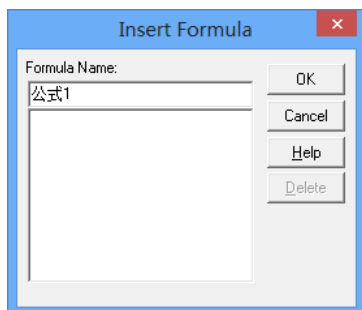 Insert Formula
×
Formula Name:
公式1
OK
Cancel
Help
Delete